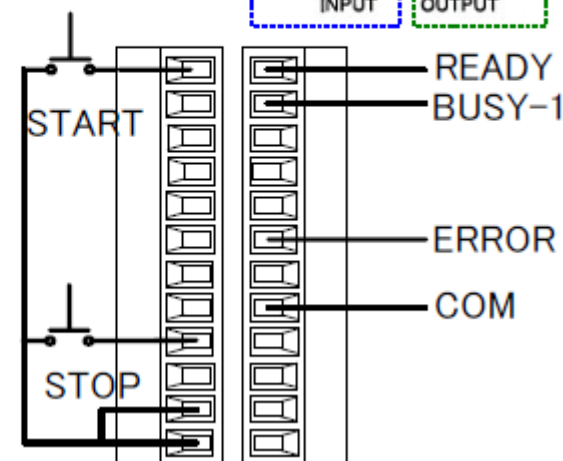 INPUT
OUTPUT
START
READY
BUSY-1
ERROR
COM
STOP